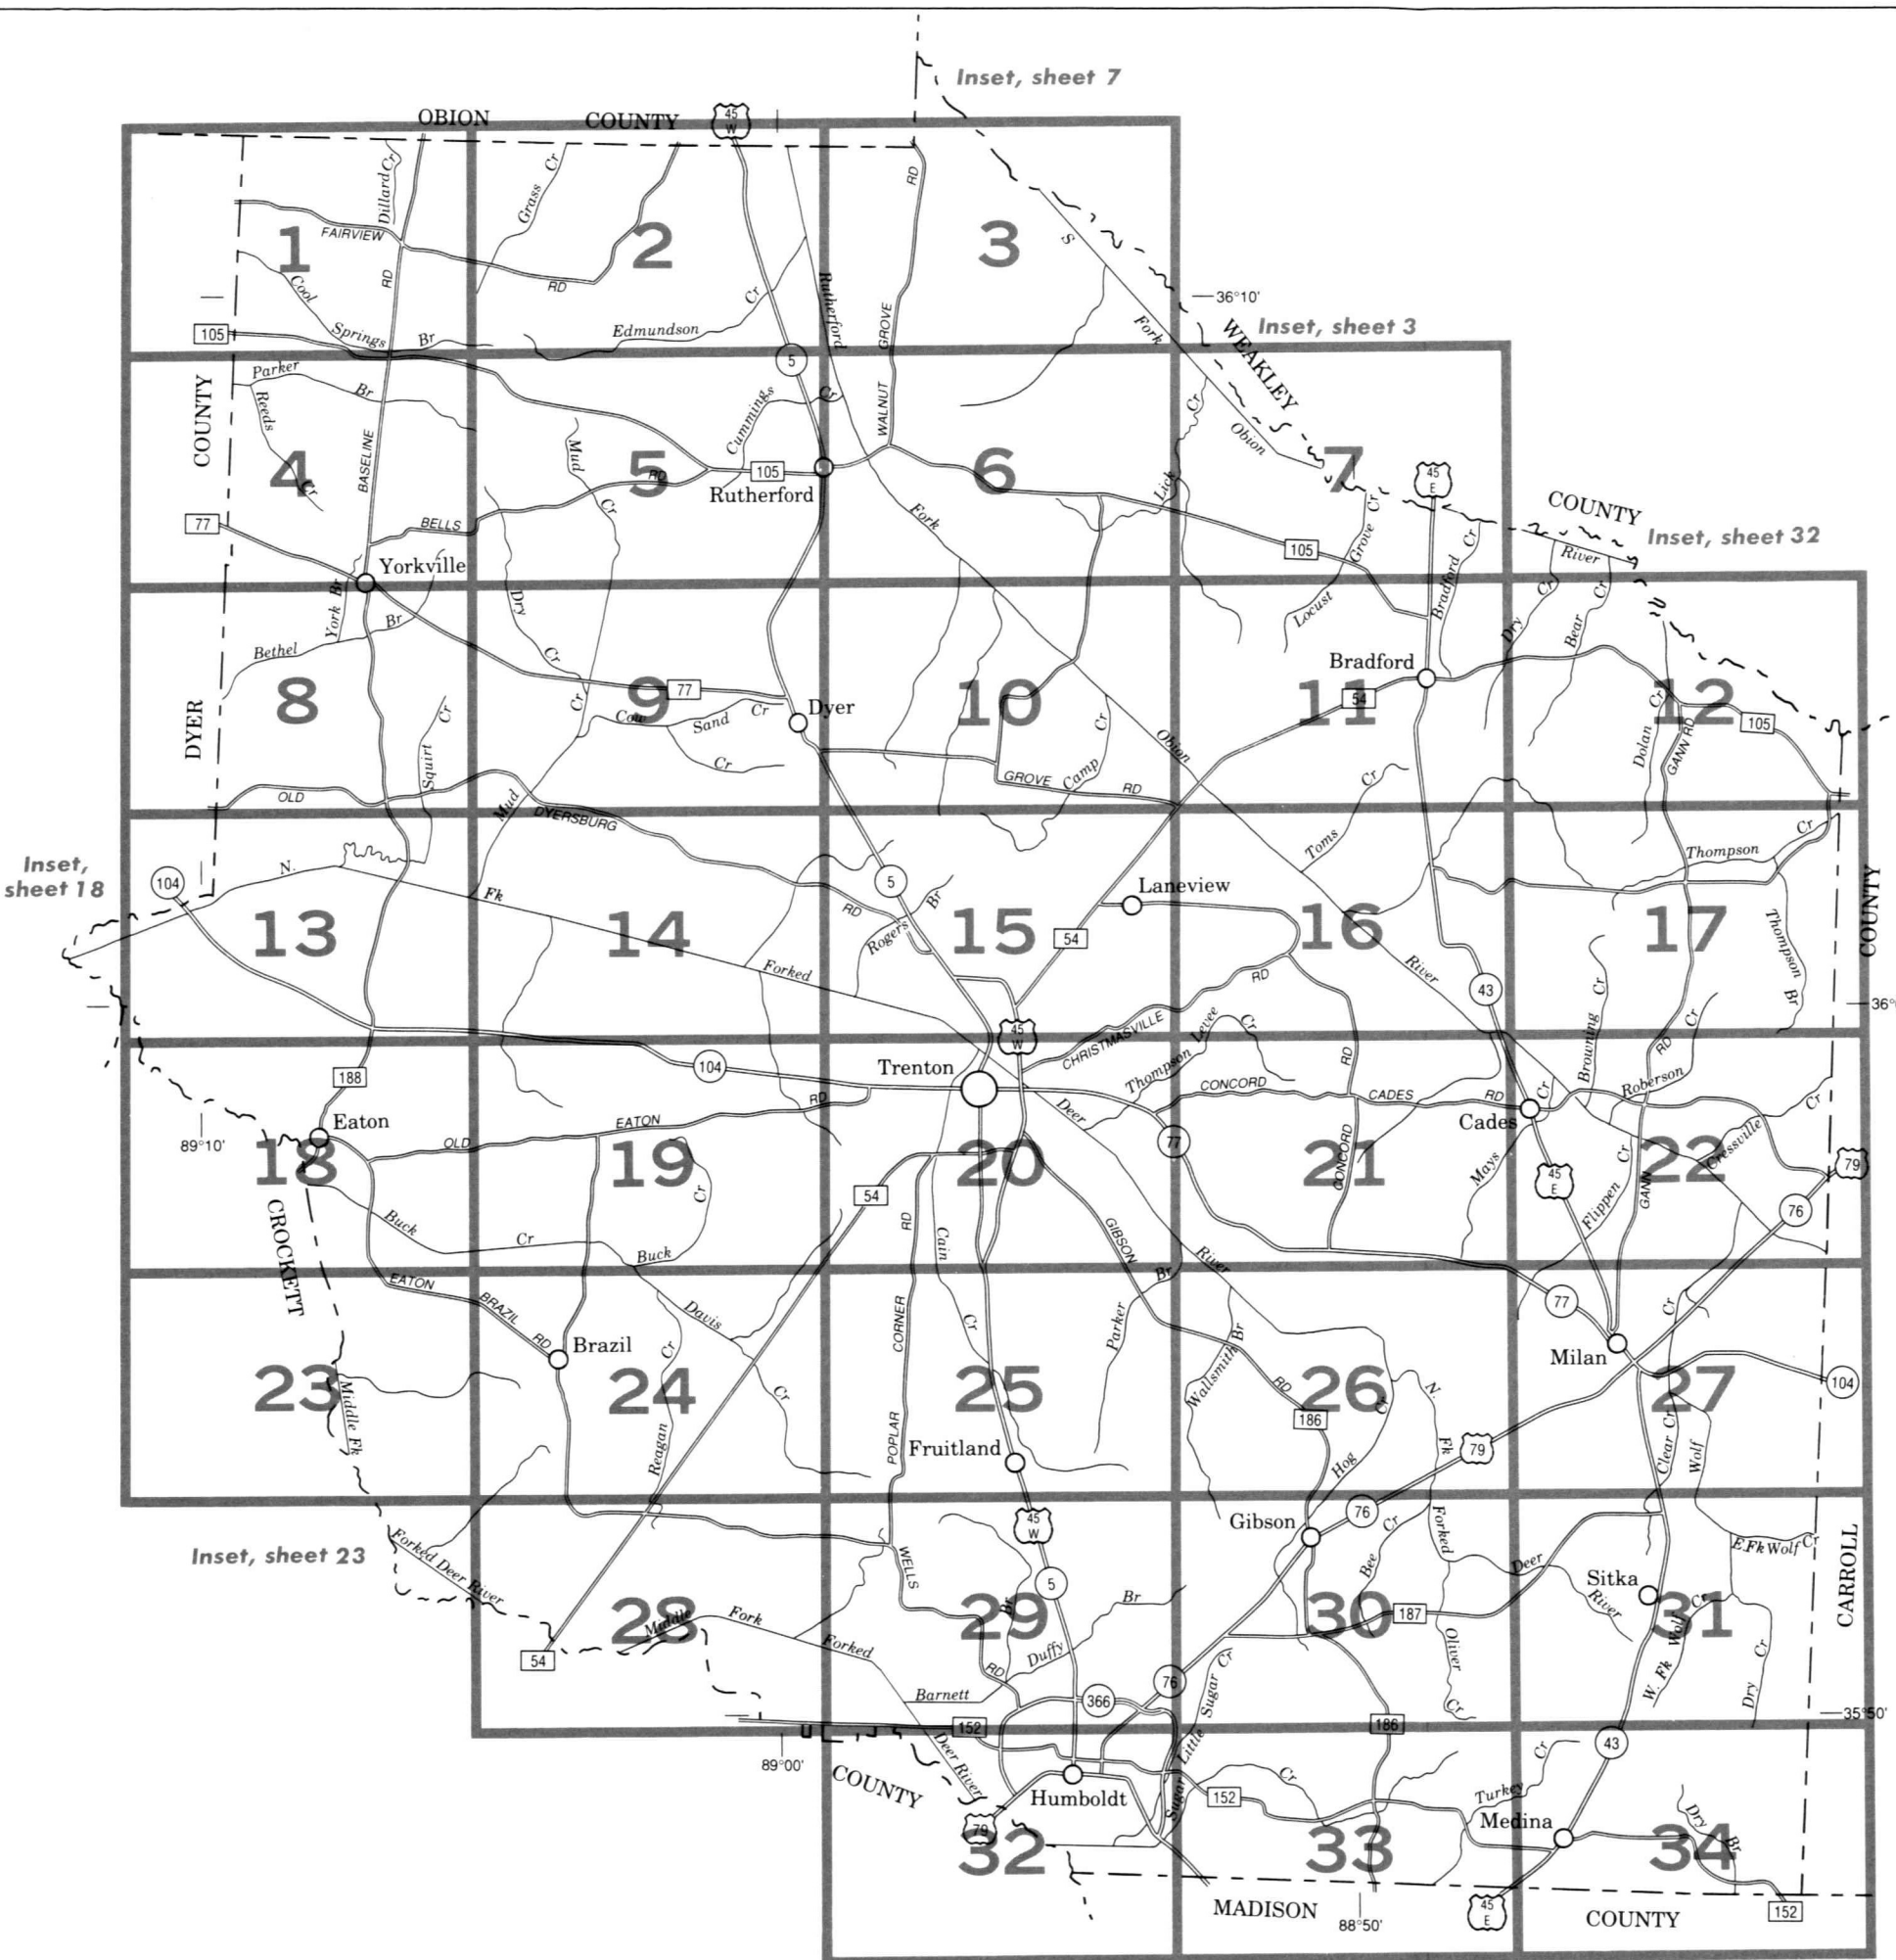 Inset, sheet 7
OBION COUNTY
45 W
Dillard Cr
Grass Cr
RD
FAIRVIEW
1
2
3
S
Cool
RD
RD
Cr
Rutherford
36°10'
Inset, sheet 3
105
Springs Br
Edmundson
GROVE
Fork
WEAKLEY
5
COUNTY
Parker
Br
Reeds
Cummings Cr
WALNUT
Cr
Obion
BASELINE
Mud
4
Cr
5
RD
105
6
Lick
7
45 E
Rutherford
COUNTY
77
BELLS
Cr
Fork
105
Grove Cr
Cr
River
Inset, sheet 32
Yorkville
York Br
Br
Dry
Locust
Bradford
Cr
Cr
Dry
Bear
Bethel
Cr
Bradford
8
9
77
10
11
54
12
Cr
105
Cr
Cow Sand Cr
Dyer
Cr
Obion
DYER
Squirt
Cr
Camp
Cr
Dolan
GANN RD
OLD
Mud
GROVE RD
DYERSBURG
Toms
Cr
Thompson
Inset,
sheet 18
104
N.
Fk
5
Br
Laneview
COUNTY
13
14
RD
Rogers
15
54
16
17
Thompson Br
Forked
RD
River
43
Cr
36°
45 W
CHRISTMASVILLE
Levee
Cr
Browning
RD
Cr
Trenton
104
188
Thompson
RD
CONCORD
CADES RD
Cr
Roberson
Cr
Eaton
RD
Deer
Cades
89°10'
OLD
EATON
77
CONCORD
Cr
Cressville
79
18
19
20
21
22
54
Mays
45 E
GANN
CROCKETT
Cr
RD
Cain
GIBSON
Flippen
76
Buck
Cr
Buck
River
EATON
Br
BRAZIL
RD
Davis
CORNER
Cr
Parker
77
Cr
Brazil
Cr
Wallsmith Br
Milan
23
24
25
RD
26
N.
27
104
Middle Fk
Cr
186
Cr
Reagan
POPLAR
Fruitland
Fk
79
Clear Cr
Wolf
Hog
45 W
Gibson
76
Inset, sheet 23
Forked Deer River
WELLS
Cr
Forked
E.Fk Wolf Cr
Bee
Deer
Sitka
CARROLL
5
28
29
Br
Br
30
187
River
31
Cr
Middle Fork
Forked
Duffy
Oliver
Wolf
54
RD
Cr
W. Fk
Cr
Barnett
76
366
Sugar
Cr
Dry
152
186
35°50'
Deer River
Little
43
89°00'
COUNTY
Humboldt
Cr
Cr
Sugar
152
Turkey
79
Medina
Dry
32
33
34
Br
MADISON
88°50'
45 E
COUNTY
152